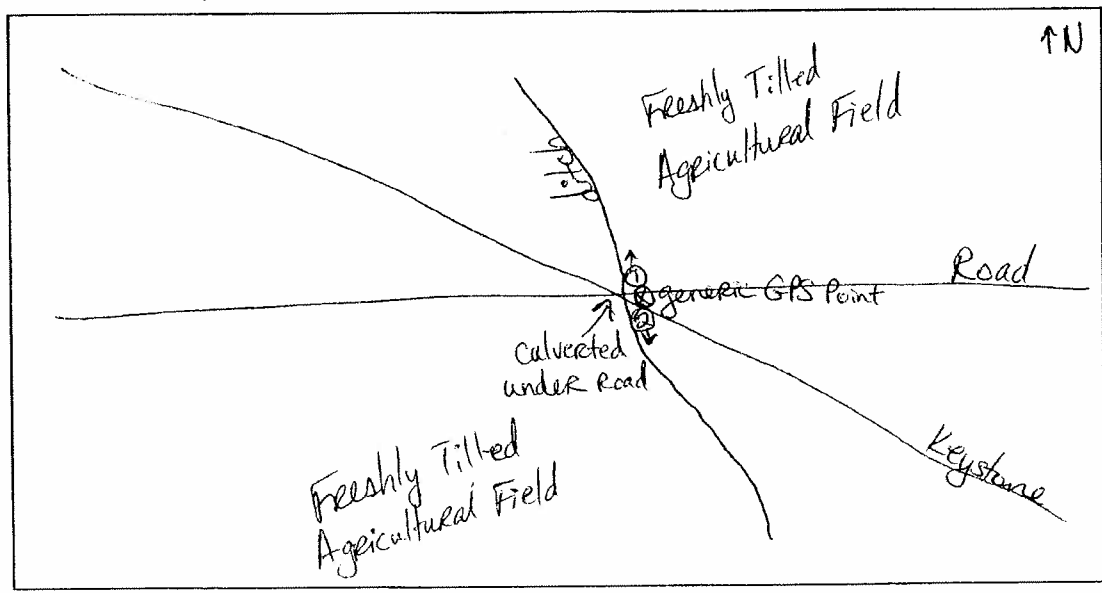 ↑N
Freshly Tilled
Agricultural Field
ditch
Road
①
generic GPS Point
②
Culverted
under Road
Keystone
Freshly Tilled
Agricultural Field